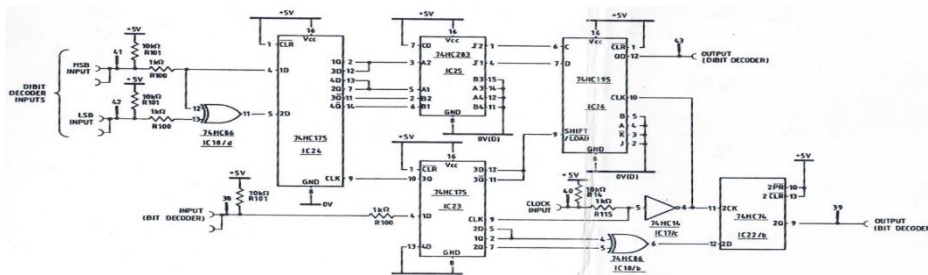 +5V
+5V
+5V
+5V
16
Vcc
1
CLR
16
Vcc
7
C0
16
Vcc
CLR
1
43
OUTPUT
(DIBIT DECODER)
MSB
INPUT
41
10kΩ
R101
1kΩ
R100
4
1D
1Q
2
3D
12
4D
13
2Q
7
3Q
11
4Q
14
3
A2
74HC283
IC25
5
A1
2
B2
6
B1
Σ2
1
Σ1
4
B3
15
A3
14
A4
12
B4
11
GND
8
0V(D)
6
C
7
D
74HC195
IC26
QD
12
CLK
10
9
SHIFT
/LOAD
B
5
A
4
K
3
J
2
GND
8
0V(D)
DIBIT
DECODER
INPUTS
+5V
42
10kΩ
R101
LSB
INPUT
1kΩ
R100
12
13
11
74HC86
IC18/d
5
2D
74HC175
IC24
GND
8
CLK
9
0V
+5V
16
Vcc
1
CLR
10
3Q
74HC175
IC23
3D
12
3Q
11
CLK
9
2D
5
1Q
2
2Q
7
4
1D
13
4D
GND
8
+5V
38
10kΩ
R101
INPUT
(BIT DECODER)
1kΩ
R100
+5V
40
10kΩ
R14
CLOCK
INPUT
1kΩ
R115
5
6
74HC14
IC17/c
4
5
6
74HC86
IC18/b
+5V
2PR
10
2CLR
13
11
2CK
74HC74
IC22/b
2Q
9
12
2D
39
OUTPUT
(BIT DECODER)